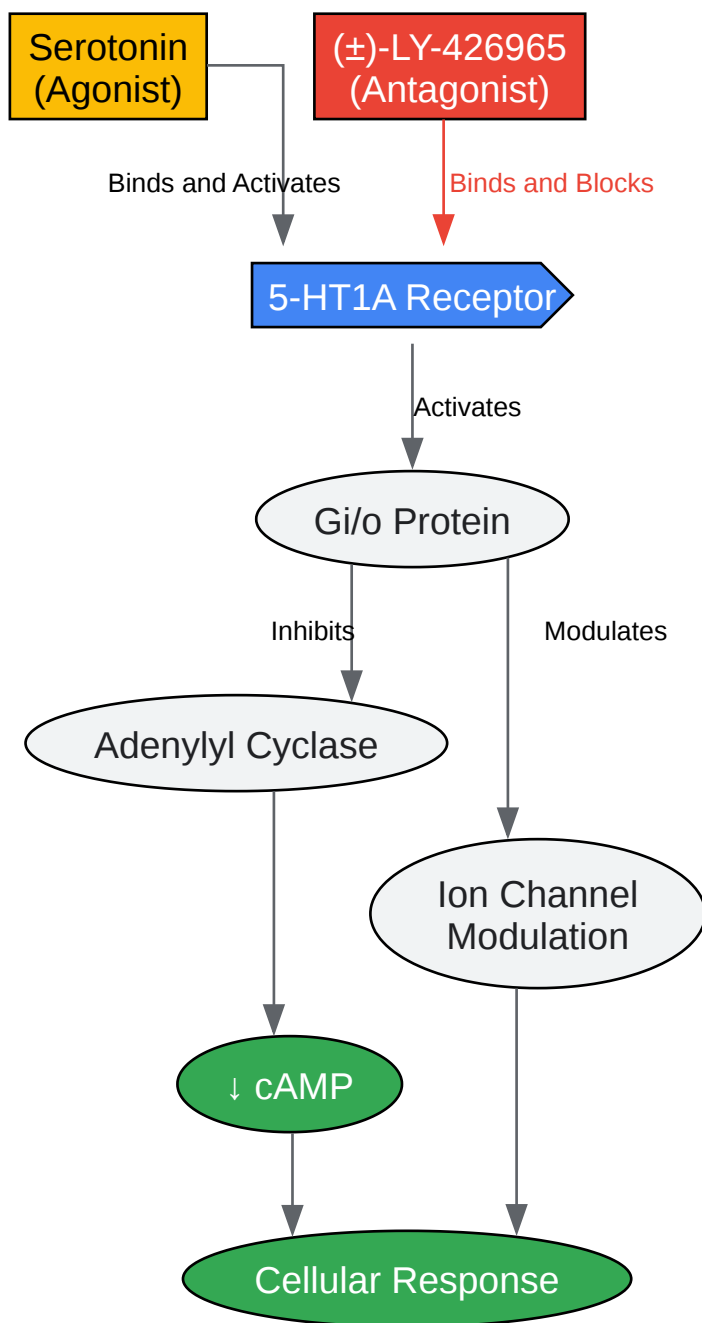 Serotonin
(Agonist)
(±)-LY-426965
(Antagonist)
Binds and Activates
Binds and Blocks
5-HT1A Receptor
Activates
Gi/o Protein
Inhibits
Modulates
Adenylyl Cyclase
Ion Channel
Modulation
↓ cAMP
Cellular Response